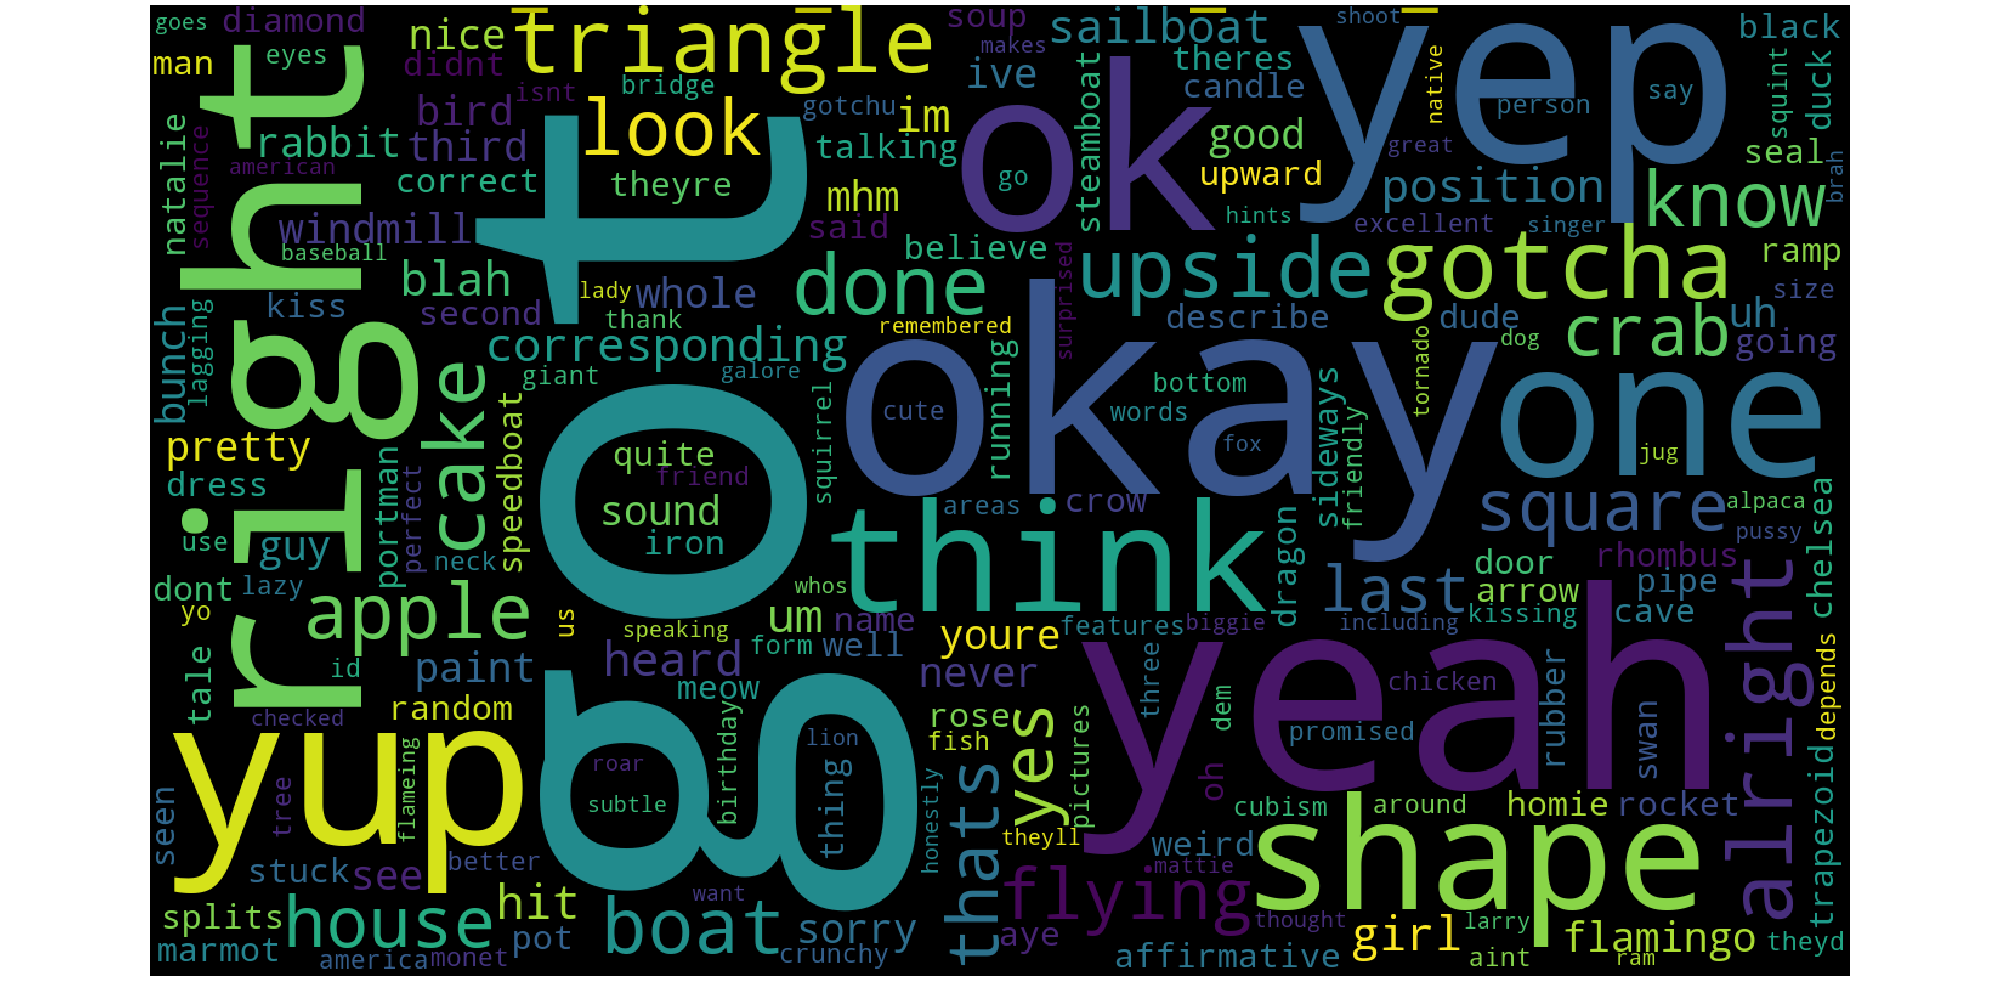 goes
diamond
nice
triangle
soup
sailboat
yep
shoot
black
man
eyes
didnt
look
makes
theres
ive
isnt
bridge
gotchu
im
candle
native
person
say
squint
duck
bird
ok
steamboat
natalie
rabbit
third
talking
good
great
seal
sequence
american
correct
theyre
mhm
go
upward
position
know
brah
right
windmill
said
hints
excellent
singer
baseball
got
believe
gotcha
ramp
blah
done
upside
surprised
kiss
second
lady
whole
size
bunch
lagging
thank
remembered
describe
dude
crab
uh
corresponding
okay
tornado
dog
going
cake
giant
galore
running
bottom
sideways
one
speedboat
squirrel
cute
words
friendly
pretty
quite
fox
jug
dress
portman
perfect
friend
think
areas
crow
square
alpaca
chelsea
use
guy
sound
iron
dragon
pussy
neck
door
rhombus
dont
lazy
whos
last
arrow
pipe
alright
yo
apple
us
um
name
kissing
cave
speaking
youre
features
biggie
including
tale
id
paint
heard
form
well
never
yeah
three
rubber
depends
meow
chicken
checked
random
birthday
rose
yes
pictures
dem
promised
swan
yup
flameing
roar
lion
fish
trapezoid
tree
subtle
thing
honestly
oh
cubism
around
homie
rocket
seen
theyll
thats
shape
stuck
see
better
weird
mattie
want
flying
splits
house
hit
boat
sorry
aye
thought
girl
larry
flamingo
theyd
marmot
pot
america
monet
crunchy
affirmative
aint
ram